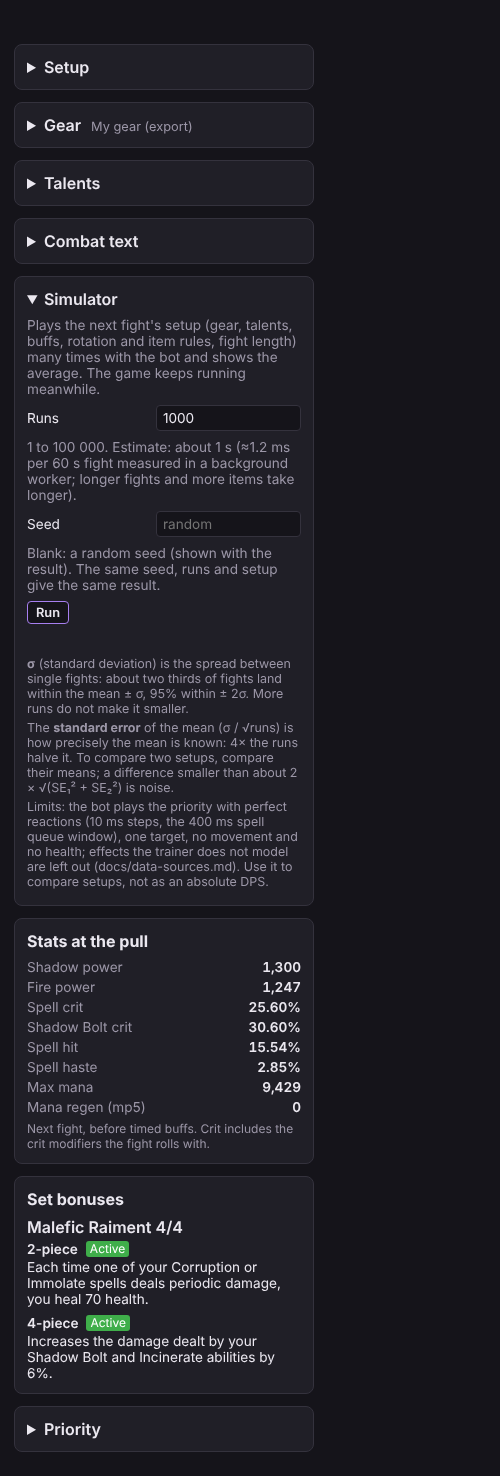 Setup
Gear My gear (export)
Talents
Combat text
Simulator
Plays the next fight's setup (gear, talents,
buffs, rotation and item rules, fight length)
many times with the bot and shows the
average. The game keeps running
meanwhile.
Runs 1000
1 to 100 000. Estimate: about 1 s (≈1.2 ms
per 60 s fight measured in a background
worker; longer fights and more items take
longer).
Seed random
Blank: a random seed (shown with the
result). The same seed, runs and setup
give the same result.
Run
σ (standard deviation) is the spread between
single fights: about two thirds of fights land
within the mean ± σ, 95% within ± 2σ. More
runs do not make it smaller.
The standard error of the mean (σ / √runs) is
how precisely the mean is known: 4× the runs
halve it. To compare two setups, compare
their means; a difference smaller than about 2
× √(SE₁² + SE₂²) is noise.
Limits: the bot plays the priority with perfect
reactions (10 ms steps, the 400 ms spell
queue window), one target, no movement and
no health; effects the trainer does not model
are left out (docs/data-sources.md). Use it to
compare setups, not as an absolute DPS.
Stats at the pull
Shadow power 1,300
Fire power 1,247
Spell crit 25.60%
Shadow Bolt crit 30.60%
Spell hit 15.54%
Spell haste 2.85%
Max mana 9,429
Mana regen (mp5) 0
Next fight, before timed buffs. Crit includes the
crit modifiers the fight rolls with.
Set bonuses
Malefic Raiment 4/4
2-piece Active
Each time one of your Corruption or
Immolate spells deals periodic damage,
you heal 70 health.
4-piece Active
Increases the damage dealt by your
Shadow Bolt and Incinerate abilities by
6%.
Priority